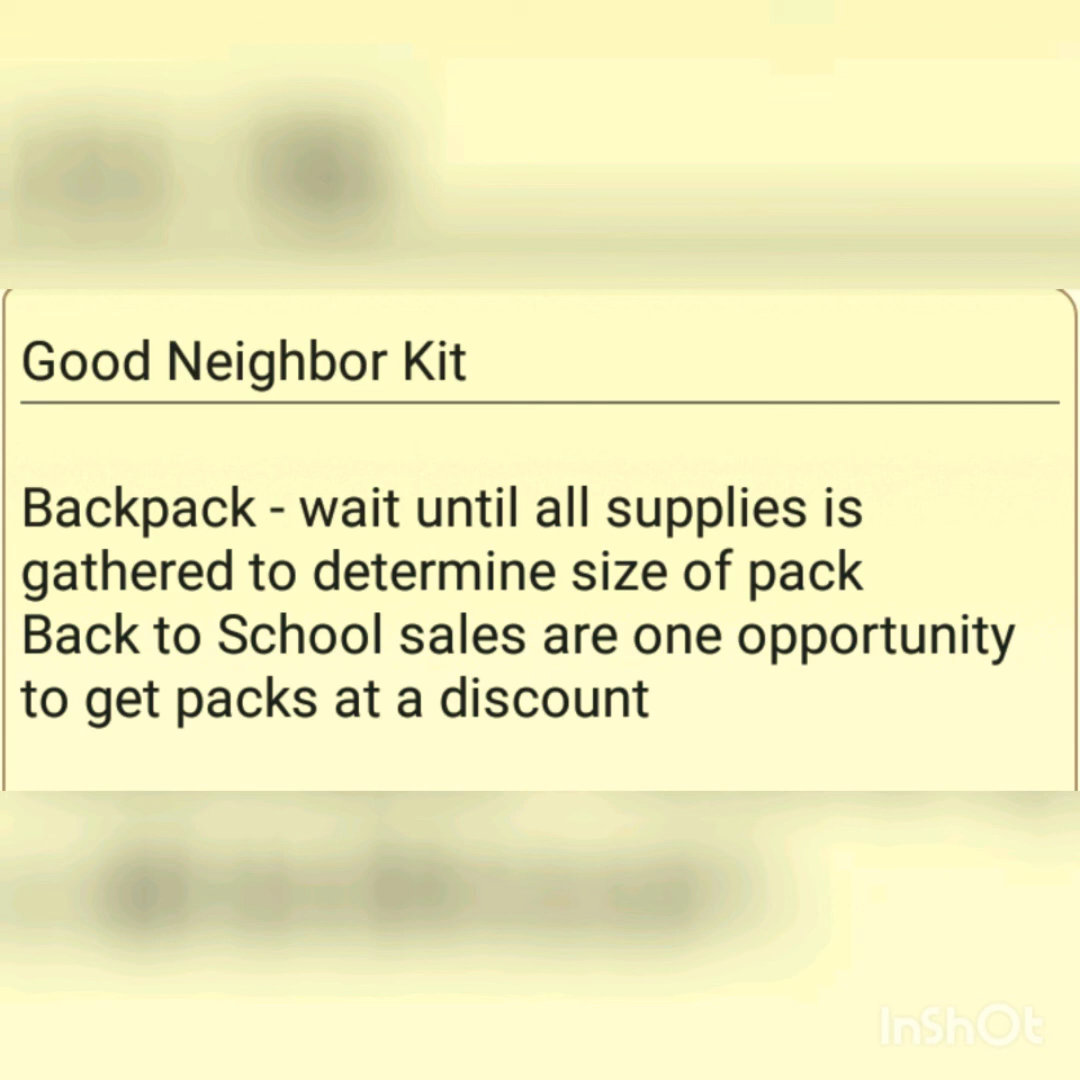 Good Neighbor Kit
Backpack - wait until all supplies is
gathered to determine size of pack
Back to School sales are one opportunity
to get packs at a discount
InShOt